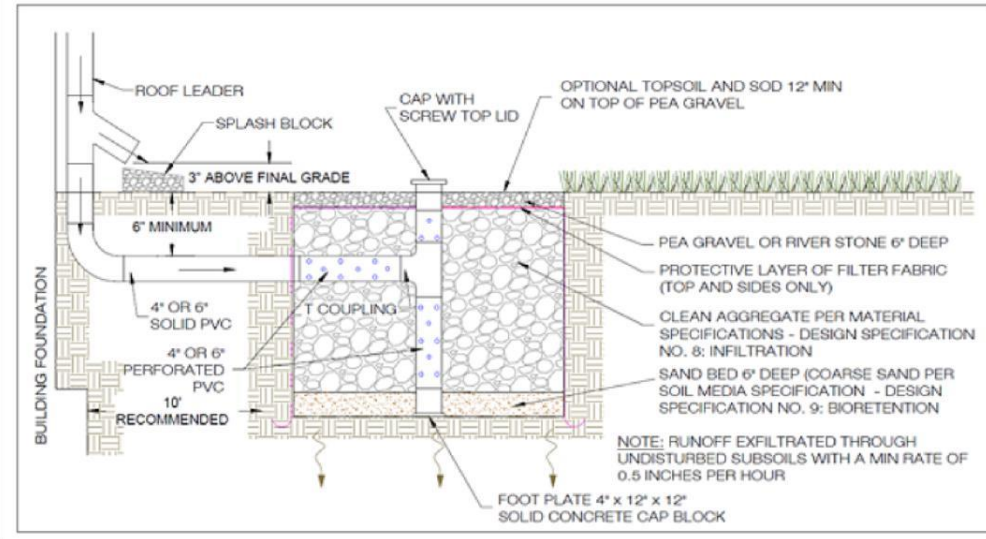 ROOF LEADER
SPLASH BLOCK
CAP WITH
SCREW TOP LID
OPTIONAL TOPSOIL AND SOD 12" MIN
ON TOP OF PEA GRAVEL
3" ABOVE FINAL GRADE
6" MINIMUM
PEA GRAVEL OR RIVER STONE 6" DEEP
PROTECTIVE LAYER OF FILTER FABRIC
(TOP AND SIDES ONLY)
4" OR 6"
SOLID PVC
T COUPLING
CLEAN AGGREGATE PER MATERIAL
SPECIFICATIONS - DESIGN SPECIFICATION
NO. 8: INFILTRATION
4" OR 6"
PERFORATED
PVC
SAND BED 6" DEEP (COARSE SAND PER
SOIL MEDIA SPECIFICATION - DESIGN
SPECIFICATION NO. 9: BIORETENTION
10'
RECOMMENDED
BUILDING FOUNDATION
NOTE: RUNOFF EXFILTRATED THROUGH
UNDISTURBED SUBSOILS WITH A MIN RATE OF
0.5 INCHES PER HOUR
FOOT PLATE 4" x 12" x 12"
SOLID CONCRETE CAP BLOCK